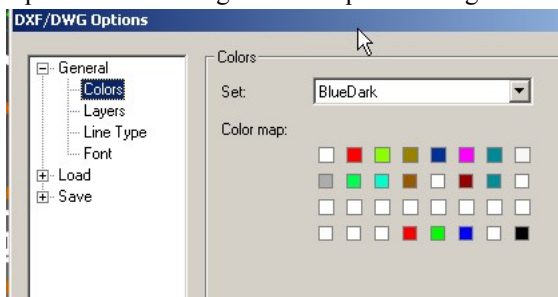 DXF/DWG Options
General
Colors
Layers
Line Type
Font
Load
Save
Colors
Set:
BlueDark
Color map: